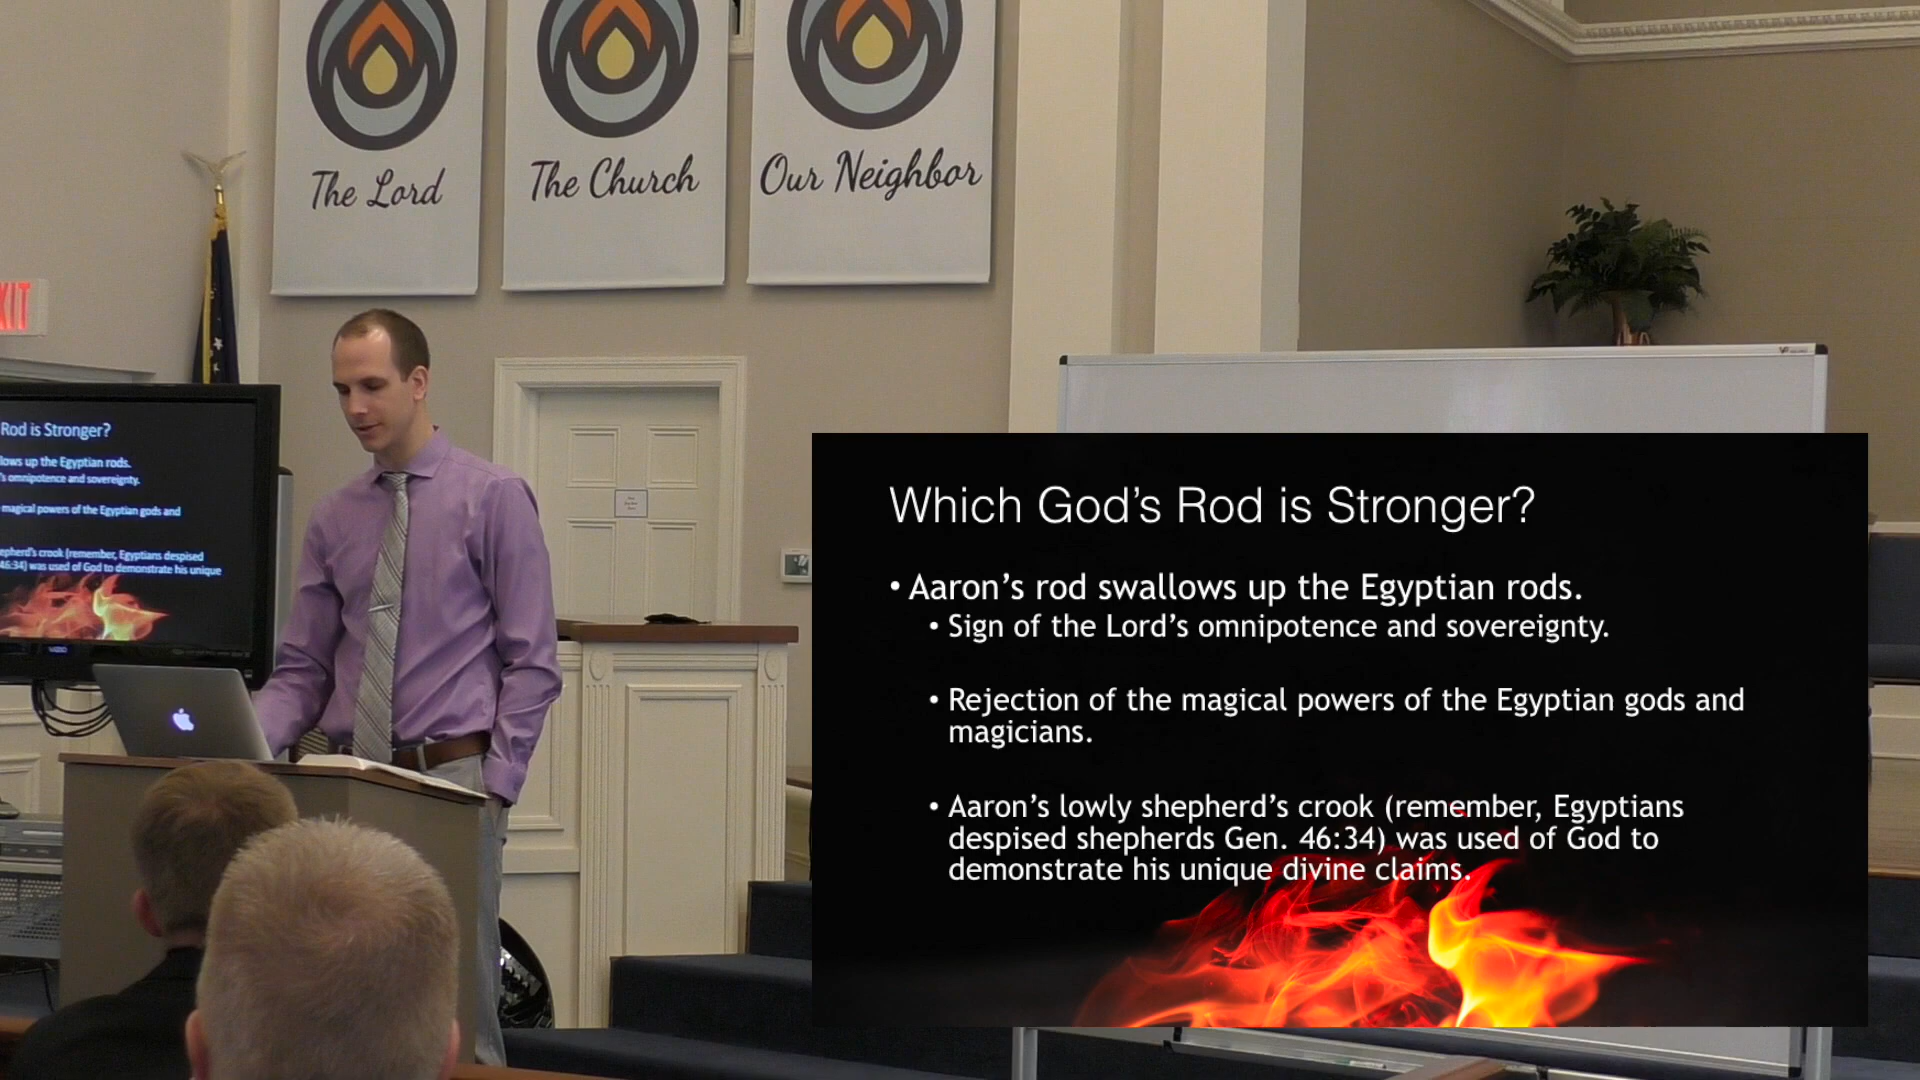 The Lord
The Church
Our Neighbor
XIT
Rod is Stronger?
lows up the Egyptian rods.
's omnipotence and sovereignty.
magical powers of the Egyptian gods and
epherd's crook (remember, Egyptians despised
46:34) was used of God to demonstrate his unique
VIZIO
Which God’s Rod is Stronger?
• Aaron’s rod swallows up the Egyptian rods.
• Sign of the Lord’s omnipotence and sovereignty.
• Rejection of the magical powers of the Egyptian gods and
magicians.
• Aaron’s lowly shepherd’s crook (remember, Egyptians
despised shepherds Gen. 46:34) was used of God to
demonstrate his unique divine claims.